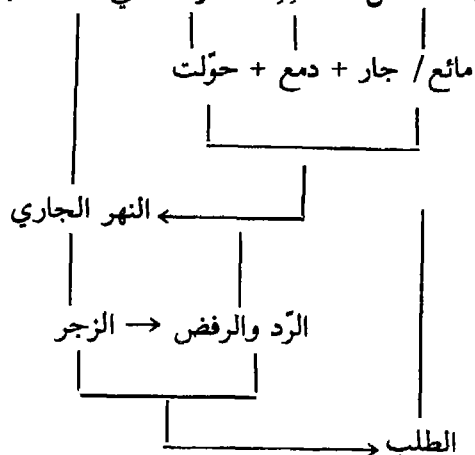 مائع / جار + دمع + حوّلت
النهر الجاري
الرّد والرفض → الزجر
الطلب